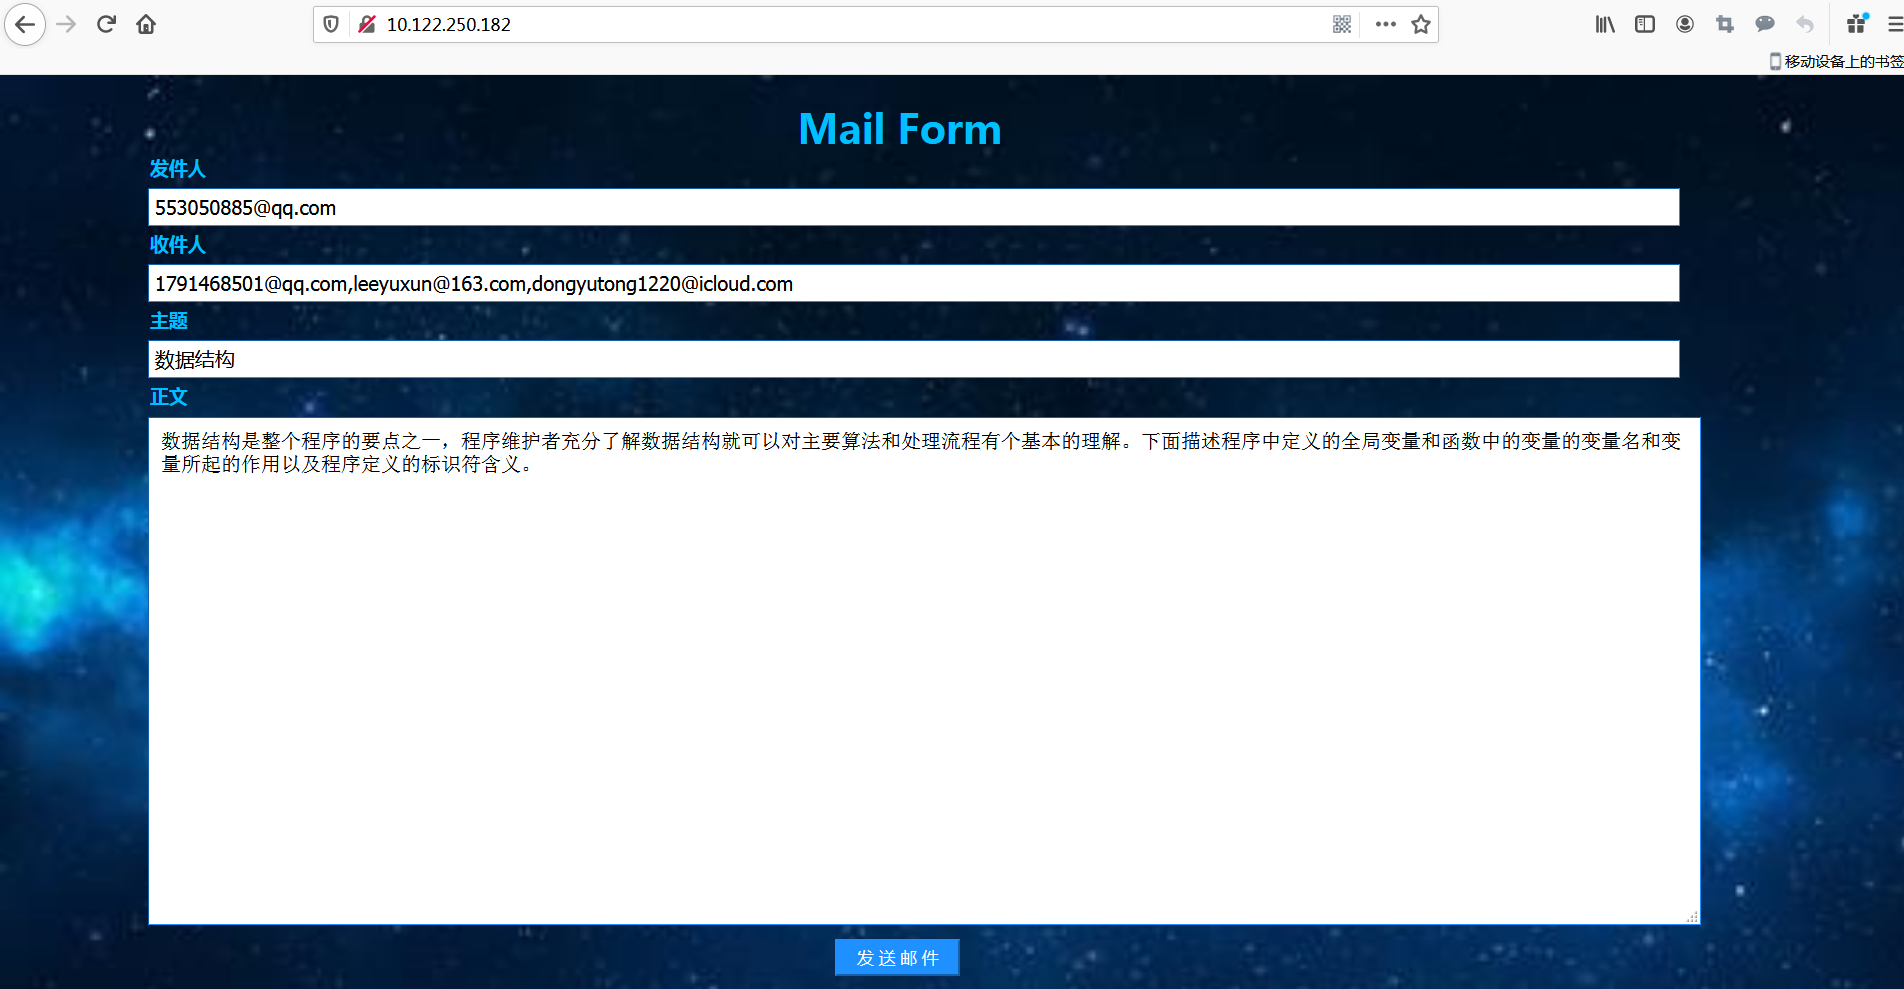 10.122.250.182
移动设备上的书签
Mail Form
发件人
553050885@qq.com
收件人
1791468501@qq.com,leeyuxun@163.com,dongyutong1220@icloud.com
主题
数据结构
正文
数据结构是整个程序的要点之一，程序维护者充分了解数据结构就可以对主要算法和处理流程有个基本的理解。下面描述程序中定义的全局变量和函数中的变量的变量名和变
量所起的作用以及程序定义的标识符含义。
发送邮件